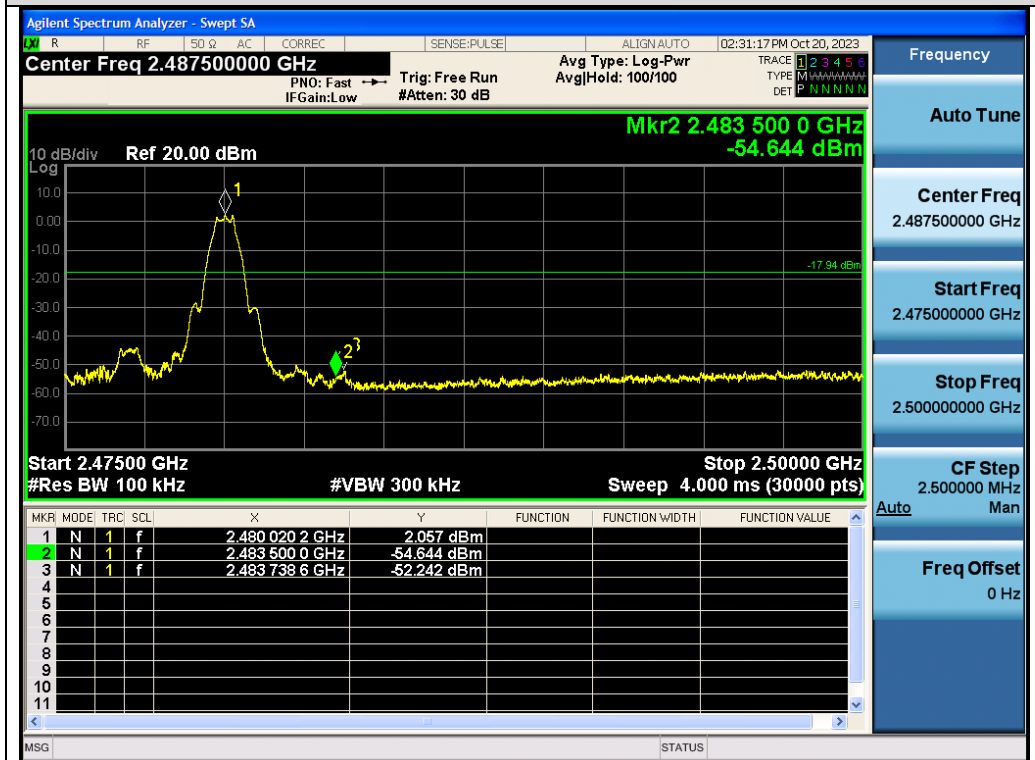 Agilent Spectrum Analyzer - Swept SA
LXI R RF 50 Ω AC CORREC SENSE:PULSE ALIGN AUTO 02:31:17 PM Oct 20, 2023
Center Freq 2.487500000 GHz
PNO: Fast
IFGain:Low
Trig: Free Run
#Atten: 30 dB
Avg Type: Log-Pwr
Avg|Hold: 100/100
TRACE 1 2 3 4 5 6
TYPE M
DET P N N N N N
Mkr2 2.483 500 0 GHz
-54.644 dBm
10 dB/div Ref 20.00 dBm
Log
10.0
0.00
-10.0
-20.0
-30.0
-40.0
-50.0
-60.0
-70.0
-17.94 dBm
1
2
3
Start 2.47500 GHz Stop 2.50000 GHz
#Res BW 100 kHz #VBW 300 kHz Sweep 4.000 ms (30000 pts)
MKR MODE TRC SCL X Y FUNCTION FUNCTION WIDTH FUNCTION VALUE
1 N 1 f 2.480 020 2 GHz 2.057 dBm
2 N 1 f 2.483 500 0 GHz -54.644 dBm
3 N 1 f 2.483 738 6 GHz -52.242 dBm
4
5
6
7
8
9
10
11
MSG STATUS
Frequency
Auto Tune
Center Freq
2.487500000 GHz
Start Freq
2.475000000 GHz
Stop Freq
2.500000000 GHz
CF Step
2.500000 MHz
Auto Man
Freq Offset
0 Hz